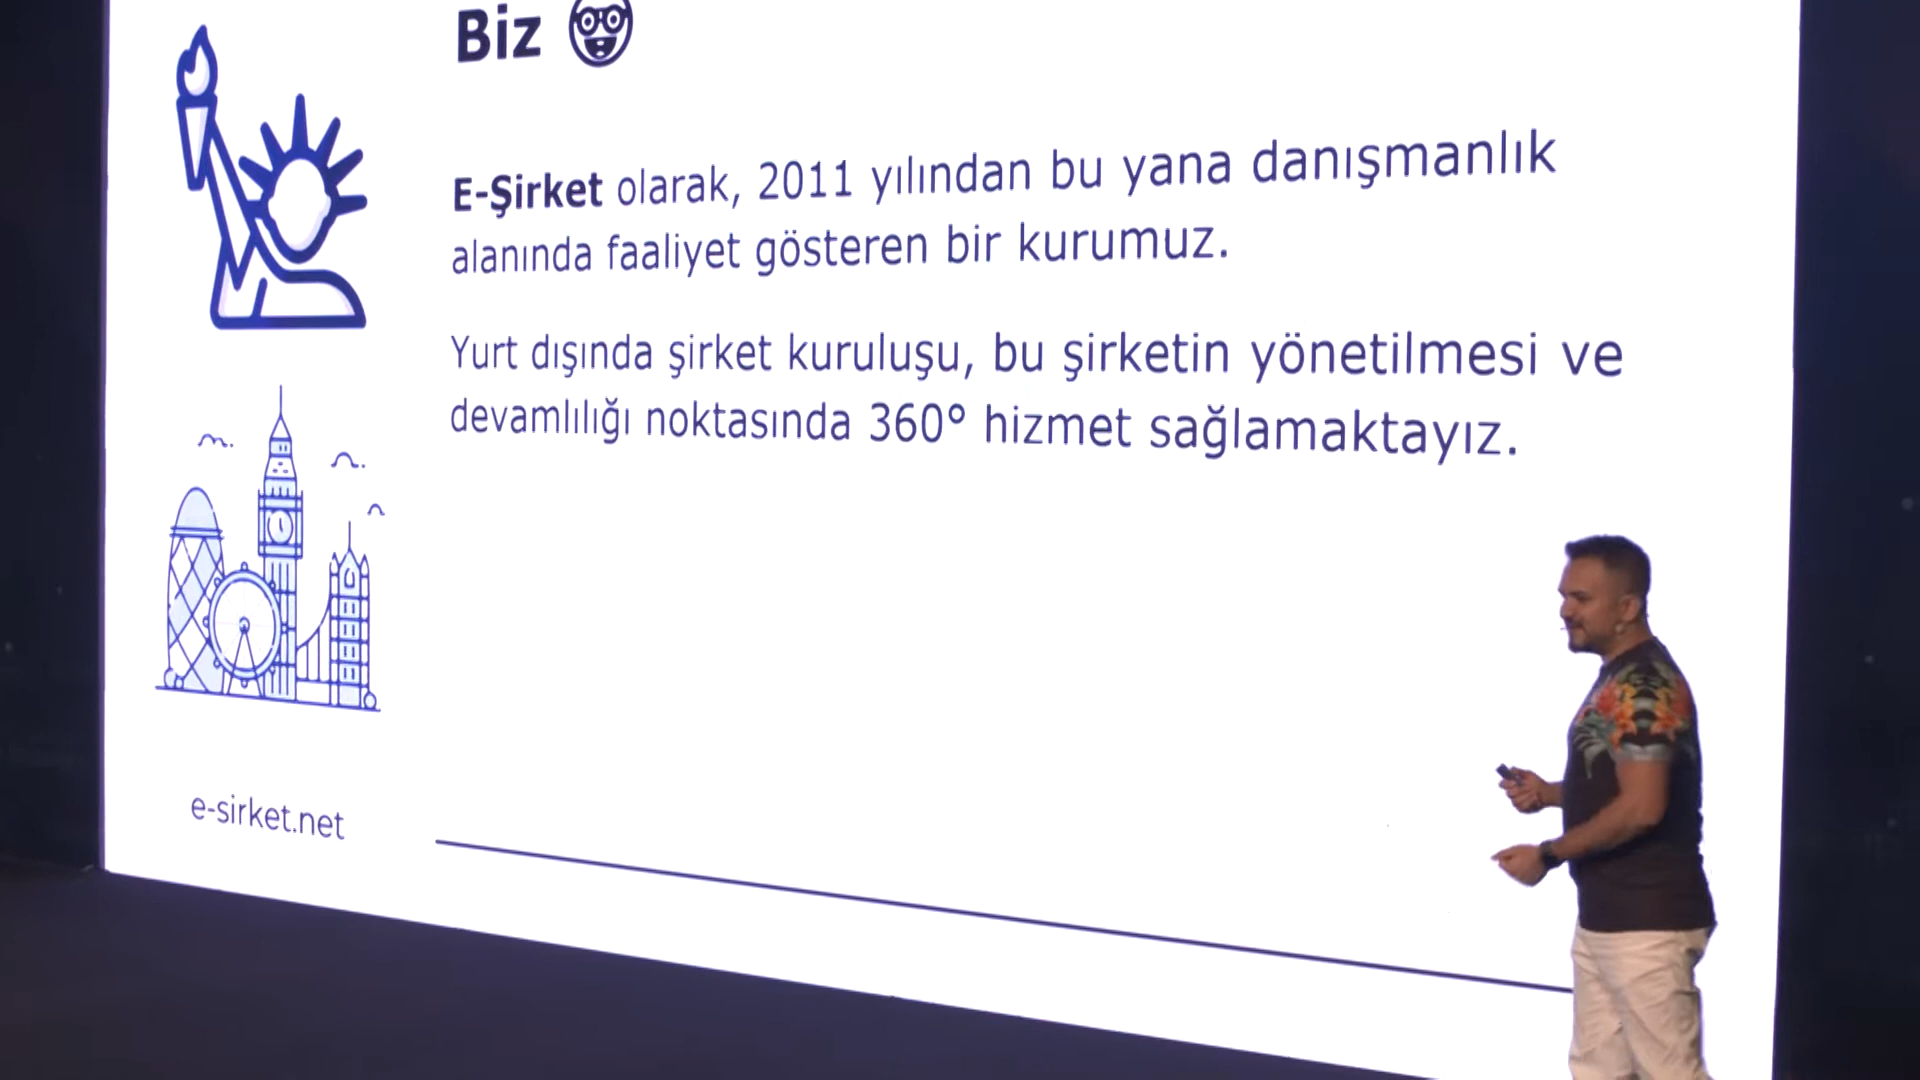 Biz
E-Şirket olarak, 2011 yılından bu yana danışmanlık
alanında faaliyet gösteren bir kurumuz.
Yurt dışında şirket kuruluşu, bu şirketin yönetilmesi ve
devamlılığı noktasında 360° hizmet sağlamaktayız.
e-sirket.net